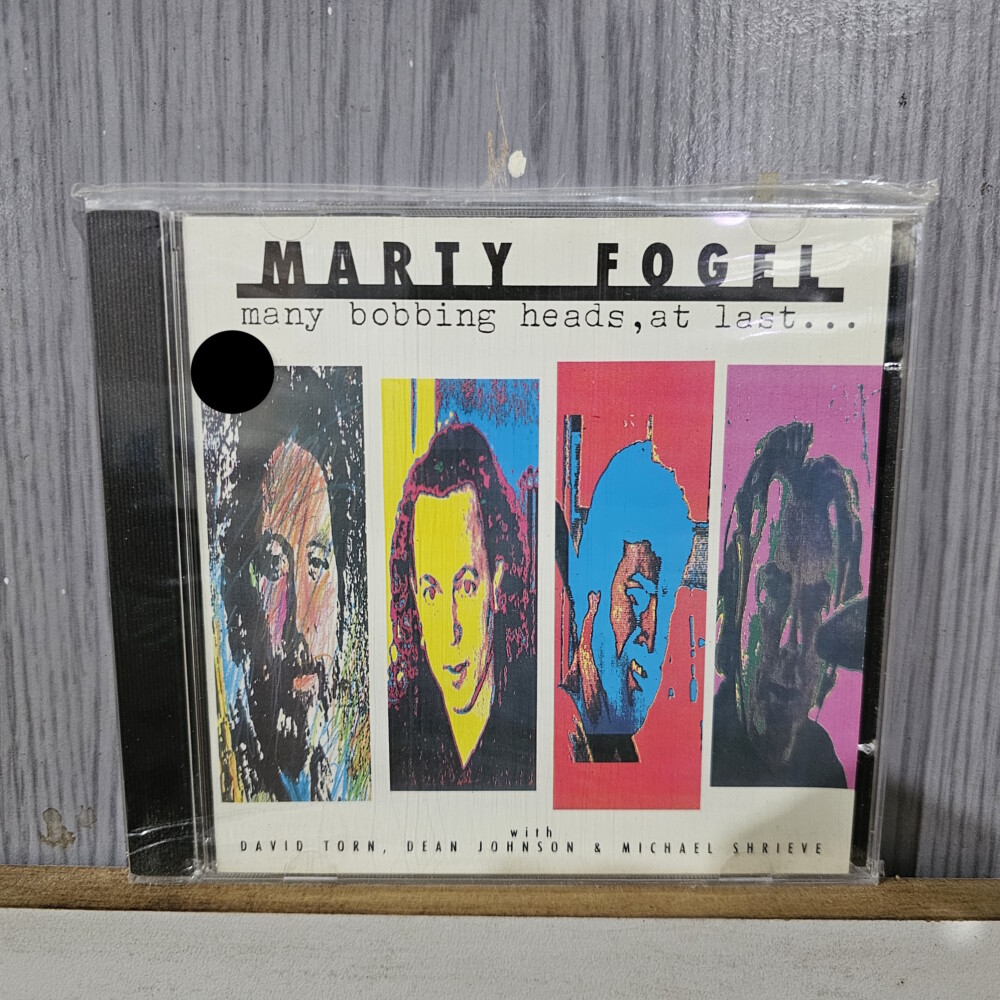 MARTY FOGEL
many bobbing heads, at last...
with
DAVID TORN, DEAN JOHNSON & MICHAEL SHRIEVE